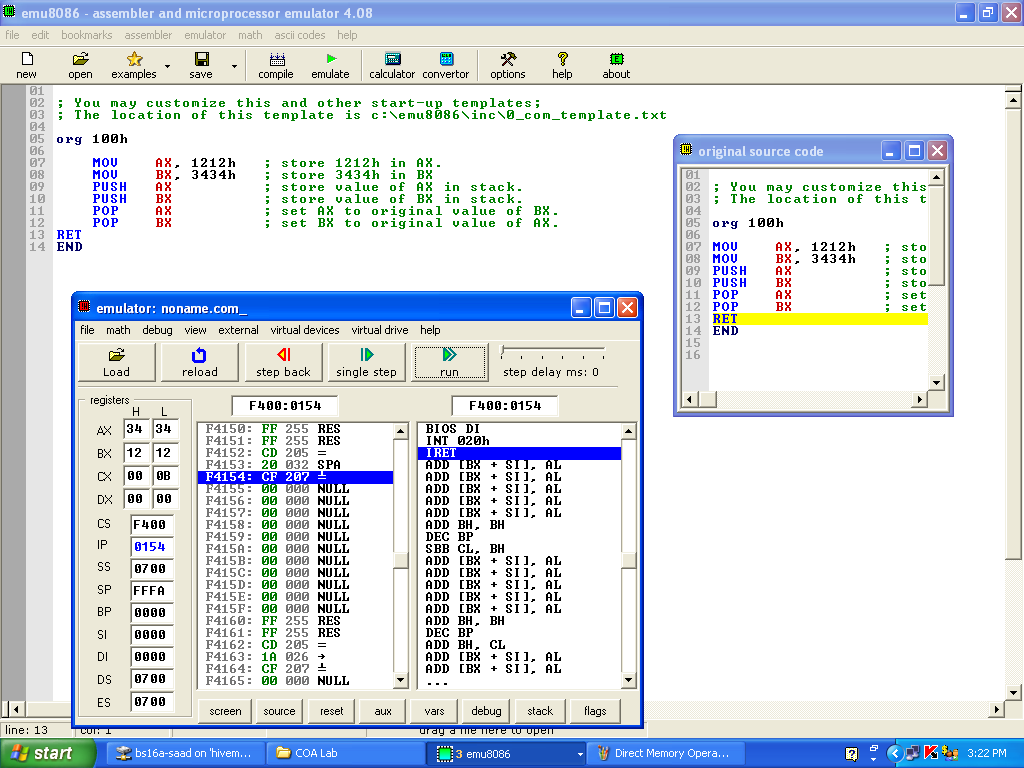 emu8086 - assembler and microprocessor emulator 4.08
file edit bookmarks assembler emulator math ascii codes help
new open examples save compile emulate calculator convertor options help about
01
02 ; You may customize this and other start-up templates;
03 ; The location of this template is c:\emu8086\inc\0_com_template.txt
04
05 org 100h
06
07 MOV AX, 1212h ; store 1212h in AX.
08 MOV BX, 3434h ; store 3434h in BX
09 PUSH AX ; store value of AX in stack.
10 PUSH BX ; store value of BX in stack.
11 POP AX ; set AX to original value of BX.
12 POP BX ; set BX to original value of AX.
13 RET
14 END
original source code
01
02 ; You may customize this
03 ; The location of this t
04
05 org 100h
06
07 MOV AX, 1212h ; sto
08 MOV BX, 3434h ; sto
09 PUSH AX ; sto
10 PUSH BX ; sto
11 POP AX ; set
12 POP BX ; set
13 RET
14 END
15
16
emulator: noname.com_
file math debug view external virtual devices virtual drive help
Load reload step back single step run step delay ms: 0
registers
H L
AX 34 34
BX 12 12
CX 00 0B
DX 00 00
CS F400
IP 0154
SS 0700
SP FFFA
BP 0000
SI 0000
DI 0000
DS 0700
ES 0700
F400:0154
F4150: FF 255 RES
F4151: FF 255 RES
F4152: CD 205 =
F4153: 20 032 SPA
F4154: CF 207 ╧
F4155: 00 000 NULL
F4156: 00 000 NULL
F4157: 00 000 NULL
F4158: 00 000 NULL
F4159: 00 000 NULL
F415A: 00 000 NULL
F415B: 00 000 NULL
F415C: 00 000 NULL
F415D: 00 000 NULL
F415E: 00 000 NULL
F415F: 00 000 NULL
F4160: FF 255 RES
F4161: FF 255 RES
F4162: CD 205 =
F4163: 1A 026 →
F4164: CF 207 ╧
F4165: 00 000 NULL
F400:0154
BIOS DI
INT 020h
IRET
ADD [BX + SI], AL
ADD [BX + SI], AL
ADD [BX + SI], AL
ADD [BX + SI], AL
ADD [BX + SI], AL
ADD BH, BH
DEC BP
SBB CL, BH
ADD [BX + SI], AL
ADD [BX + SI], AL
ADD [BX + SI], AL
ADD [BX + SI], AL
ADD [BX + SI], AL
ADD BH, BH
DEC BP
ADD BH, CL
ADD [BX + SI], AL
ADD [BX + SI], AL
...
screen source reset aux vars debug stack flags
line: 13 col: 1 drag a file here to open
start bs16a-saad on 'hivem... COA Lab 3 emu8086 Direct Memory Opera... 3:22 PM